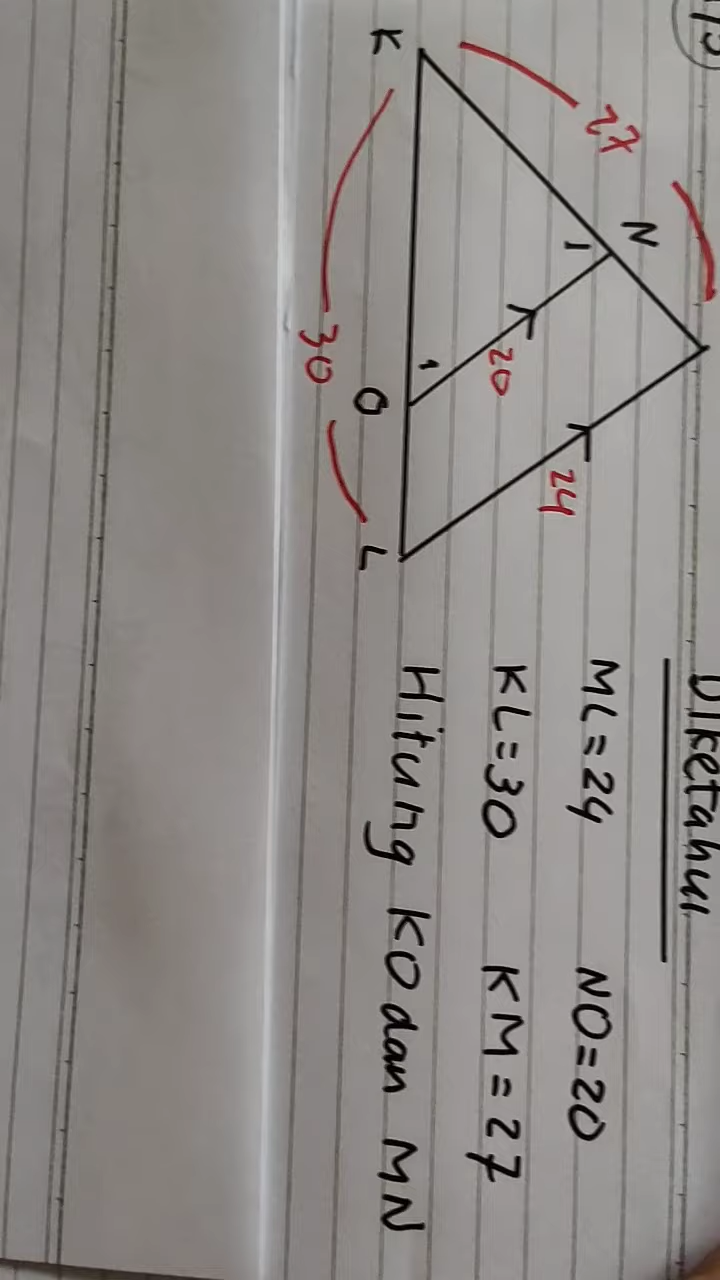 Diketahui
ML=24 NO=20
KL=30 KM=27
Hitung KO dan MN
27
N
1
20
24
K
1
O
L
30